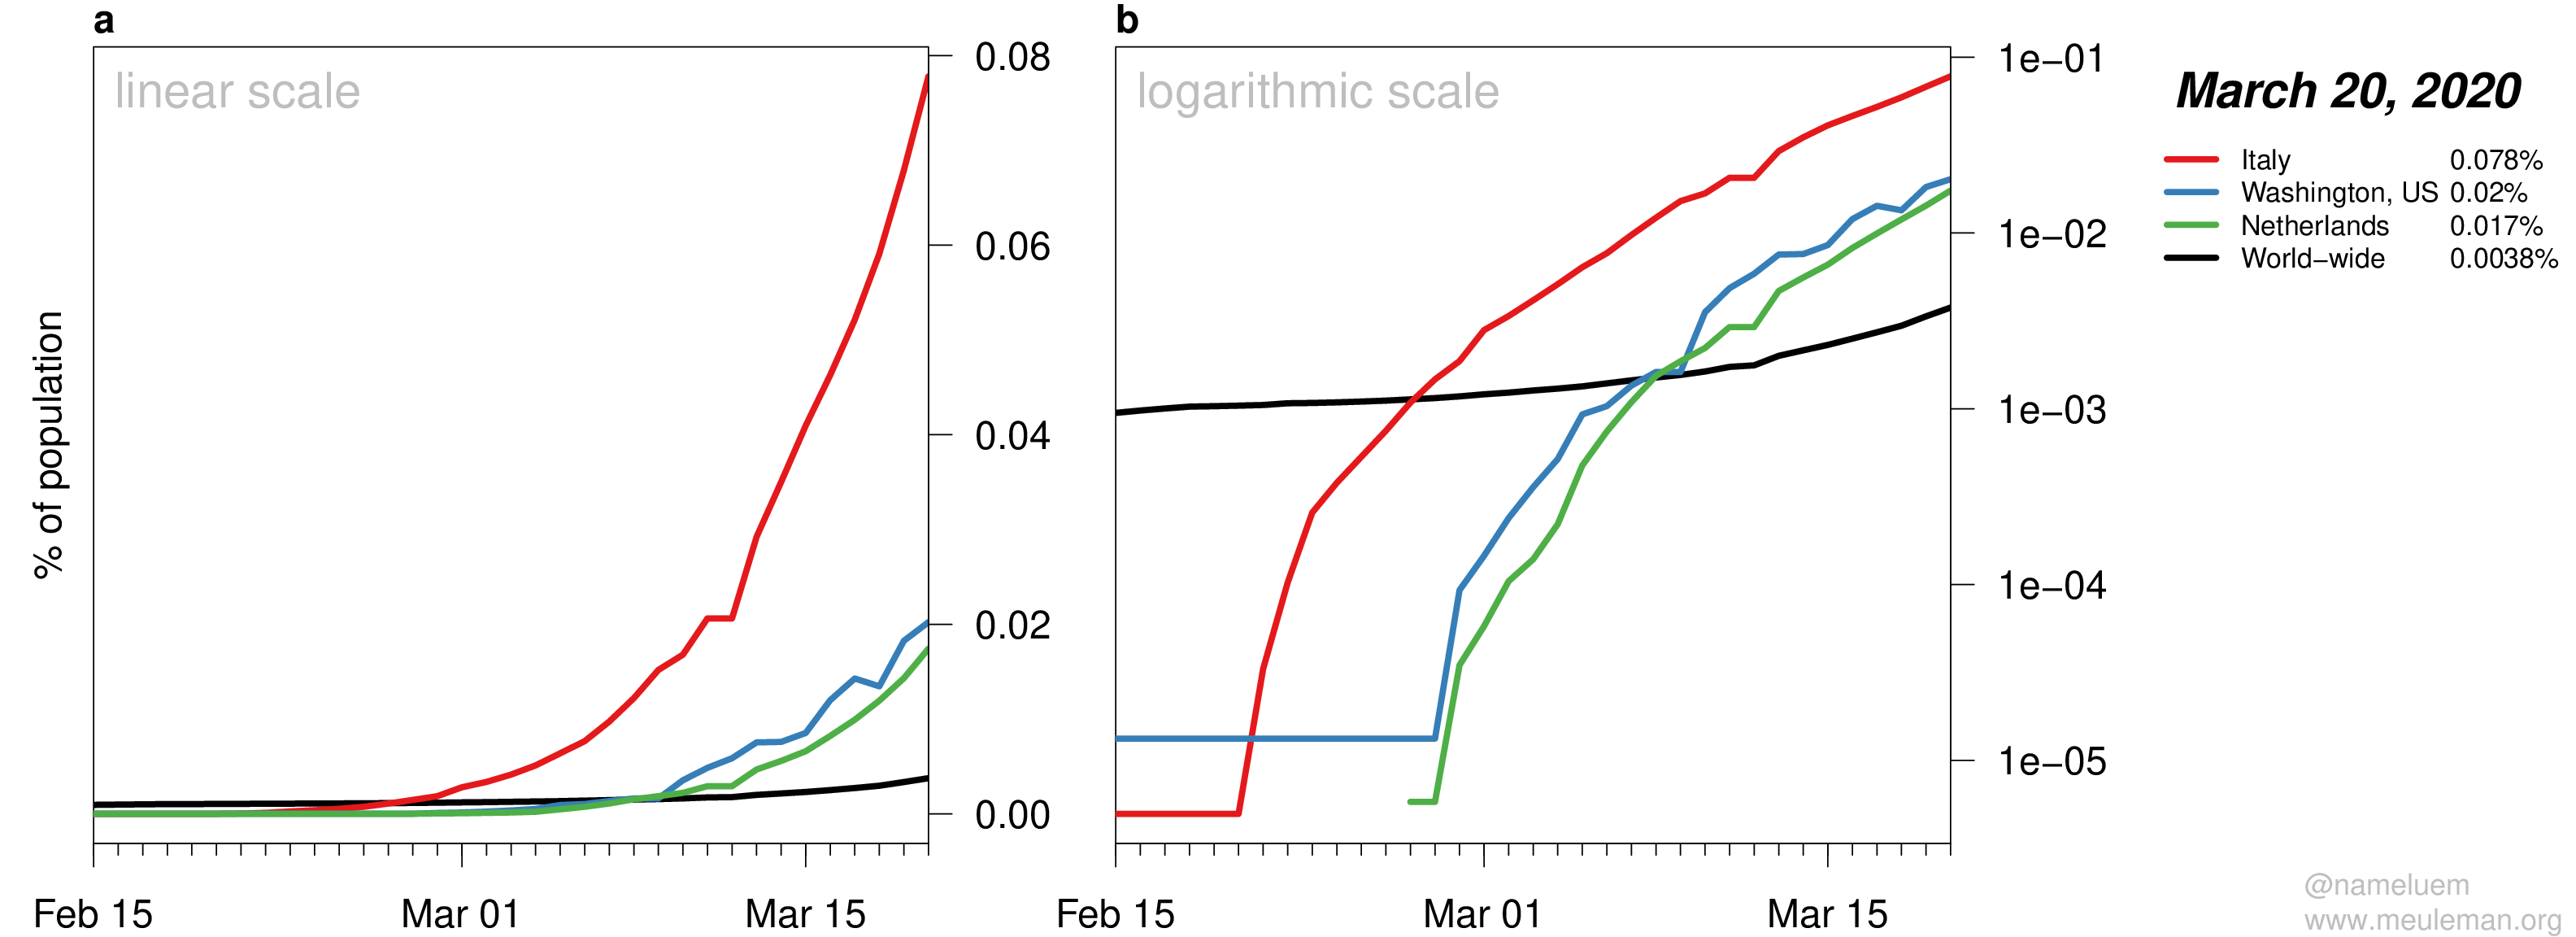 a
linear scale
% of population
0.08
0.06
0.04
0.02
0.00
Feb 15
Mar 01
Mar 15
b
logarithmic scale
1e−01
1e−02
1e−03
1e−04
1e−05
Feb 15
Mar 01
Mar 15
March 20, 2020
Italy 0.078%
Washington, US 0.02%
Netherlands 0.017%
World−wide 0.0038%
@nameluem
www.meuleman.org